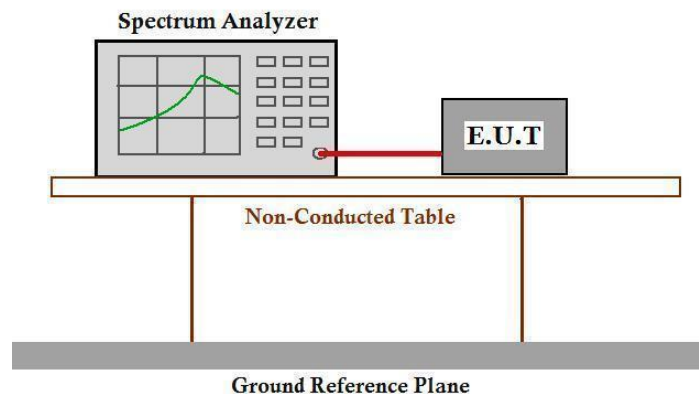 Spectrum Analyzer
E.U.T
Non-Conducted Table
Ground Reference Plane